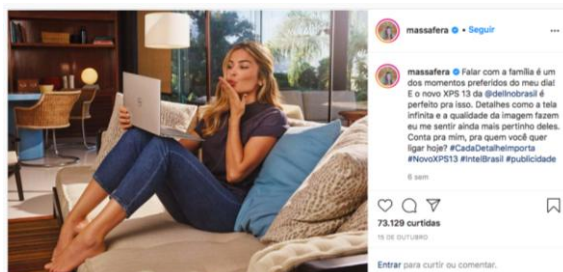 massafera • Seguir
massafera Falar com a família é um
dos momentos preferidos do meu dia!
E o novo XPS 13 da @dellnobrasil é
perfeito pra isso. Detalhes como a tela
infinita e a qualidade da imagem fazem
eu me sentir ainda mais pertinho deles.
Conta pra mim, pra quem você quer
ligar hoje? #CadaDetalheImporta
#NovoXPS13 #IntelBrasil #publicidade
6 sem
73.129 curtidas
15 DE OUTUBRO
Entrar para curtir ou comentar.